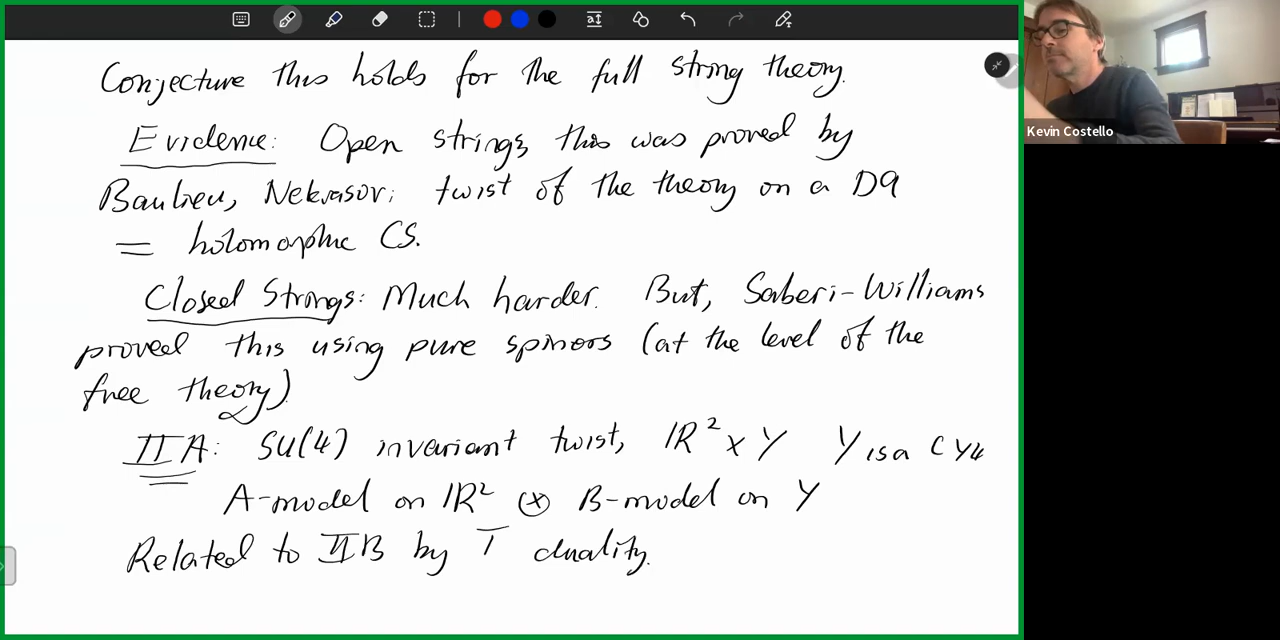 Conjecture this holds for the full string theory.
Evidence: Open strings this was proved by
Baulieu, Nekrasov; twist of the theory on a D9
= holomorphic CS.
Closed Strings: Much harder. But, Saberi-Williams
proved this using pure spinors (at the level of the
free theory)
IIA: SU(4) invariant twist, ℝ² × Y Y is a CY4
A-model on ℝ² ⊗ B-model on Y
Related to IIB by T duality.
Kevin Costello